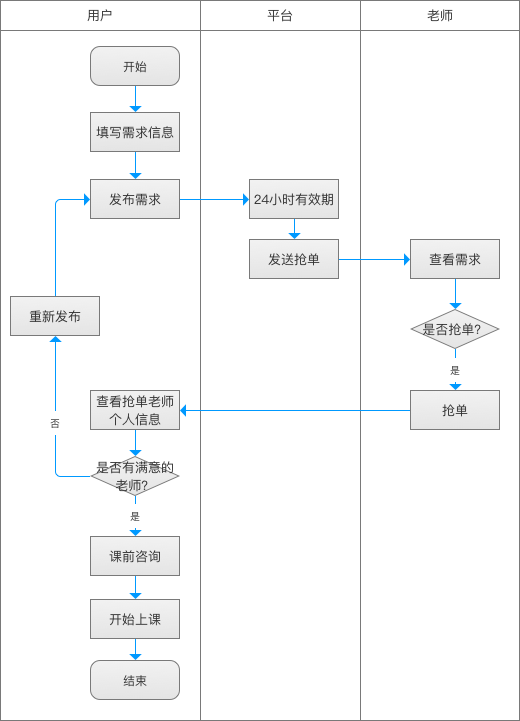 用户
平台
老师
开始
填写需求信息
发布需求
24小时有效期
发送抢单
查看需求
重新发布
是否抢单?
是
查看抢单老师
个人信息
抢单
否
是否有满意的
老师?
是
课前咨询
开始上课
结束